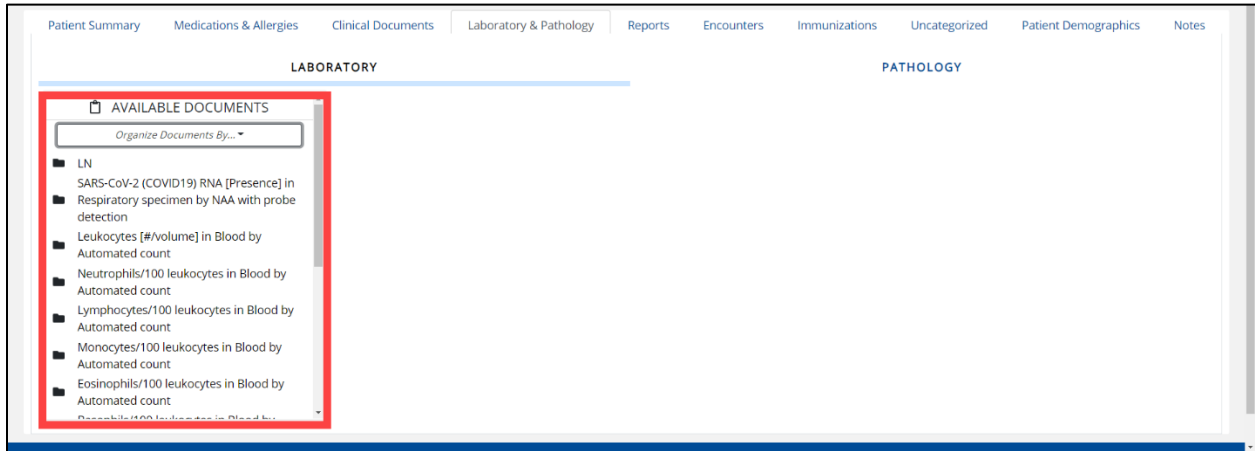 Patient Summary Medications & Allergies Clinical Documents Laboratory & Pathology Reports Encounters Immunizations Uncategorized Patient Demographics Notes
LABORATORY PATHOLOGY
AVAILABLE DOCUMENTS
Organize Documents By...
LN
SARS-CoV-2 (COVID19) RNA [Presence] in
Respiratory specimen by NAA with probe
detection
Leukocytes [#/volume] in Blood by
Automated count
Neutrophils/100 leukocytes in Blood by
Automated count
Lymphocytes/100 leukocytes in Blood by
Automated count
Monocytes/100 leukocytes in Blood by
Automated count
Eosinophils/100 leukocytes in Blood by
Automated count